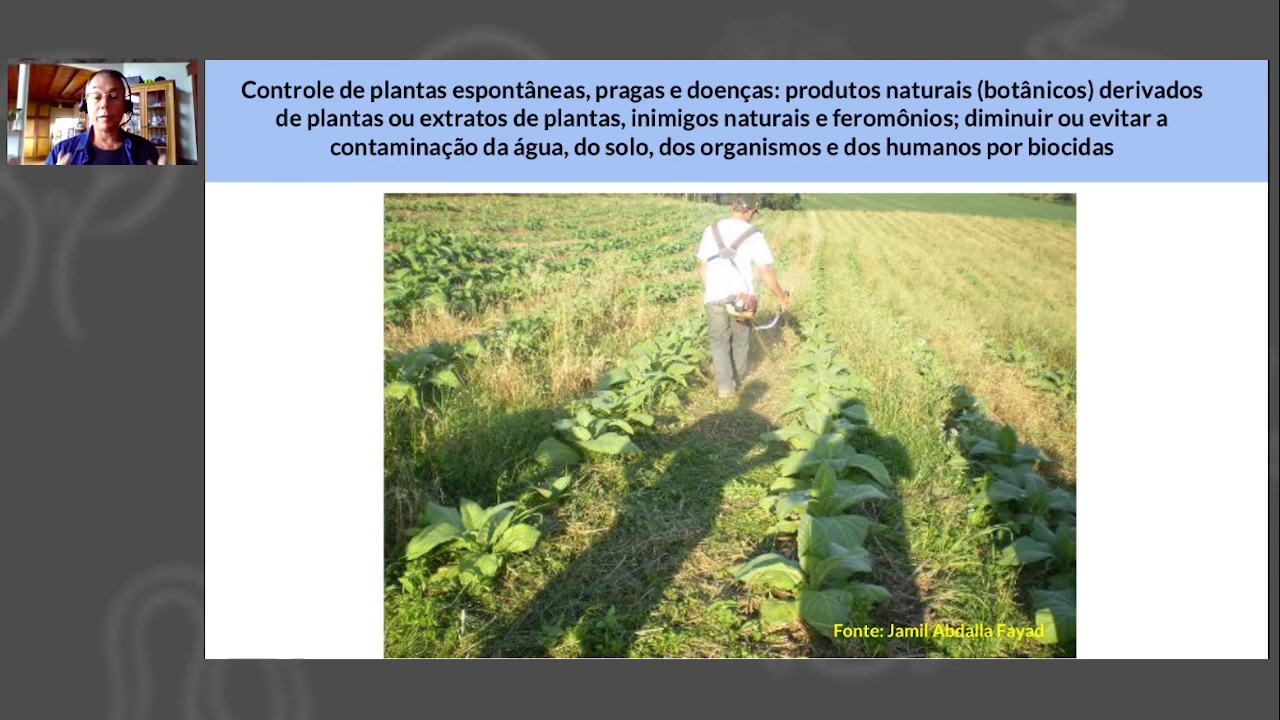 Controle de plantas espontâneas, pragas e doenças: produtos naturais (botânicos) derivados
de plantas ou extratos de plantas, inimigos naturais e feromônios; diminuir ou evitar a
contaminação da água, do solo, dos organismos e dos humanos por biocidas
Fonte: Jamil Abdalla Fayad